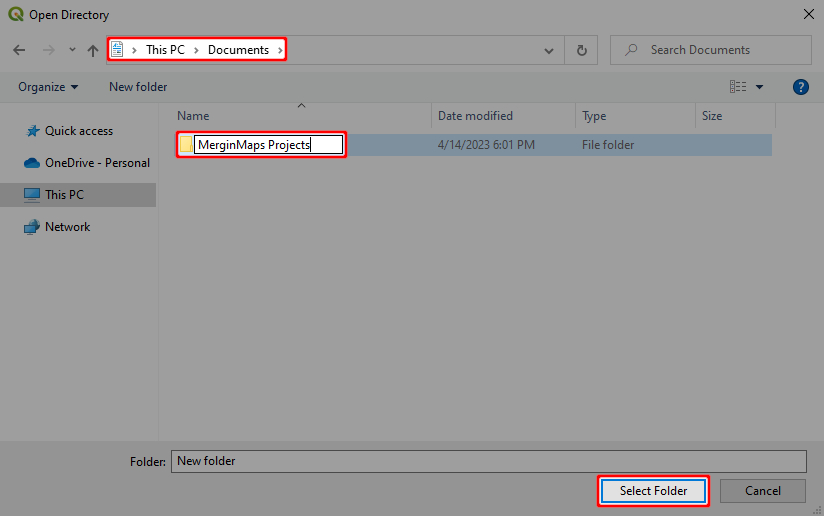 Open Directory
This PC > Documents >
Search Documents
Organize
New folder
Name Date modified Type Size
Quick access
MerginMaps Projects 4/14/2023 6:01 PM File folder
OneDrive - Personal
This PC
Network
Folder: New folder
Select Folder Cancel